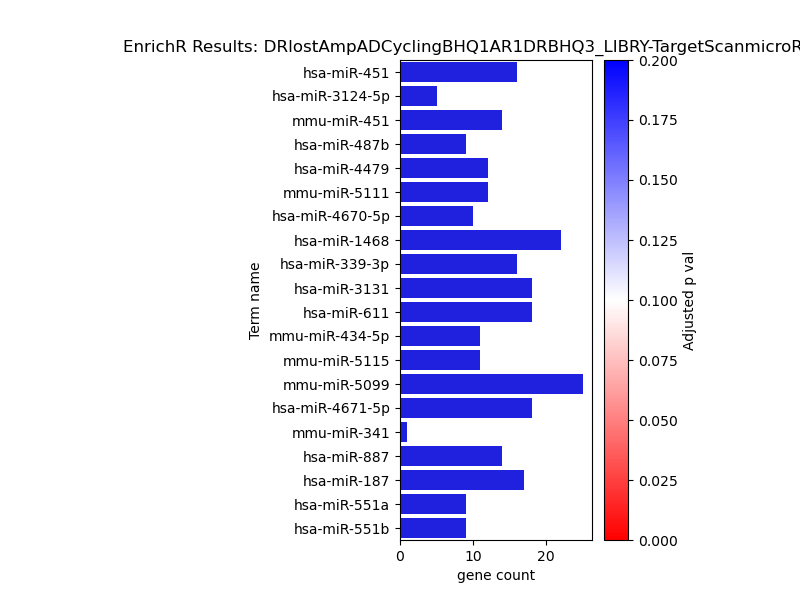 EnrichR Results: DRlostAmpADCyclingBHQ1AR1DRBHQ3_LIBRY-TargetScanmicroR
hsa-miR-451
hsa-miR-3124-5p
mmu-miR-451
hsa-miR-487b
hsa-miR-4479
mmu-miR-5111
hsa-miR-4670-5p
hsa-miR-1468
hsa-miR-339-3p
hsa-miR-3131
hsa-miR-611
mmu-miR-434-5p
mmu-miR-5115
mmu-miR-5099
hsa-miR-4671-5p
mmu-miR-341
hsa-miR-887
hsa-miR-187
hsa-miR-551a
hsa-miR-551b
Term name
0 10 20
gene count
0.200
0.175
0.150
0.125
0.100
0.075
0.050
0.025
0.000
Adjusted p val